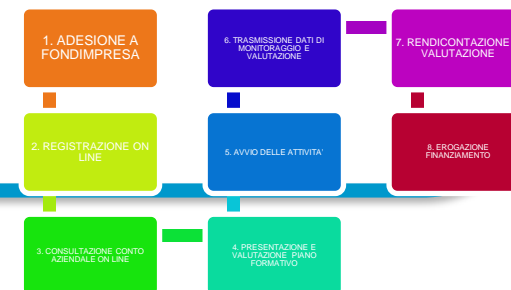 1. ADESIONE A
FONDIMPRESA
2. REGISTRAZIONE ON
LINE
3. CONSULTAZIONE CONTO
AZIENDALE ON LINE
4. PRESENTAZIONE E
VALUTAZIONE PIANO
FORMATIVO
5. AVVIO DELLE ATTIVITA'
6. TRASMISSIONE DATI DI
MONITORAGGIO E
VALUTAZIONE
7. RENDICONTAZIONE
VALUTAZIONE
8. EROGAZIONE
FINANZIAMENTO